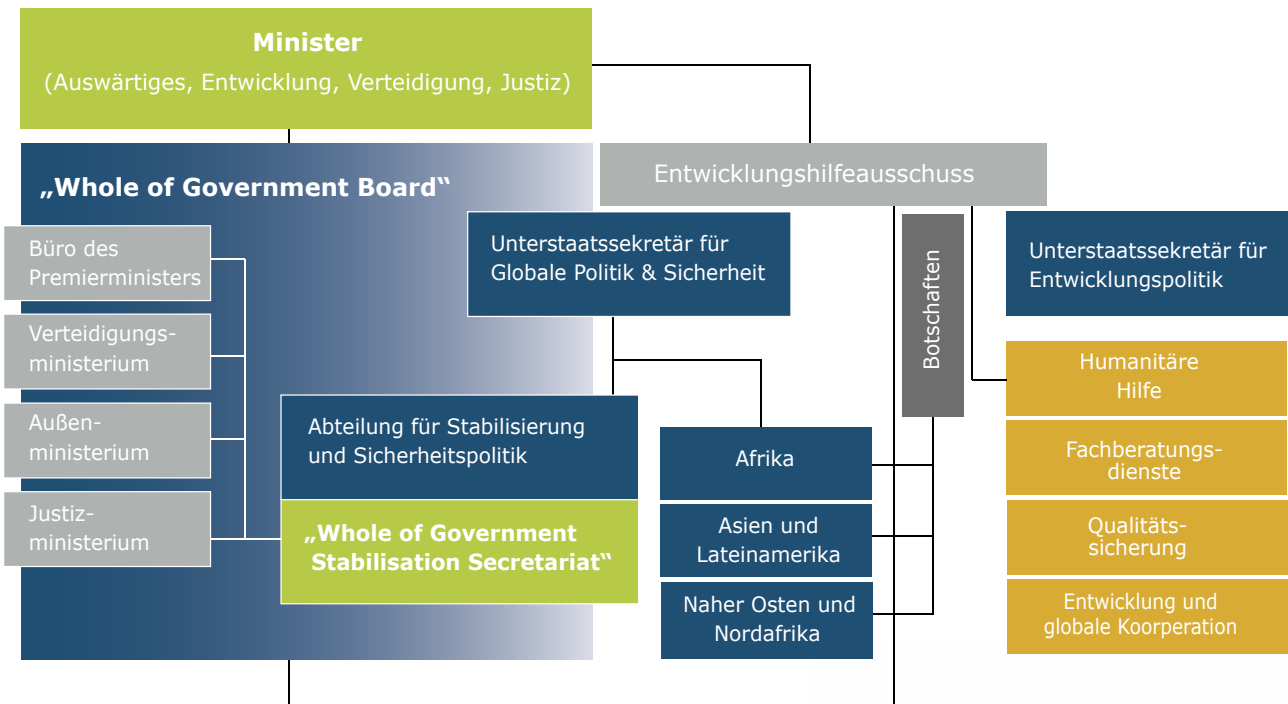 Minister
(Auswärtiges, Entwicklung, Verteidigung, Justiz)
„Whole of Government Board“
Büro des
Premierministers
Verteidigungs-
ministerium
Außen-
ministerium
Justiz-
ministerium
Abteilung für Stabilisierung
und Sicherheitspolitik
„Whole of Government
Stabilisation Secretariat“
Entwicklungshilfeausschuss
Unterstaatssekretär für
Globale Politik & Sicherheit
Afrika
Asien und
Lateinamerika
Naher Osten und
Nordafrika
Botschaften
Unterstaatssekretär für
Entwicklungspolitik
Humanitäre
Hilfe
Fachberatungs-
dienste
Qualitäts-
sicherung
Entwicklung und
globale Koorperation